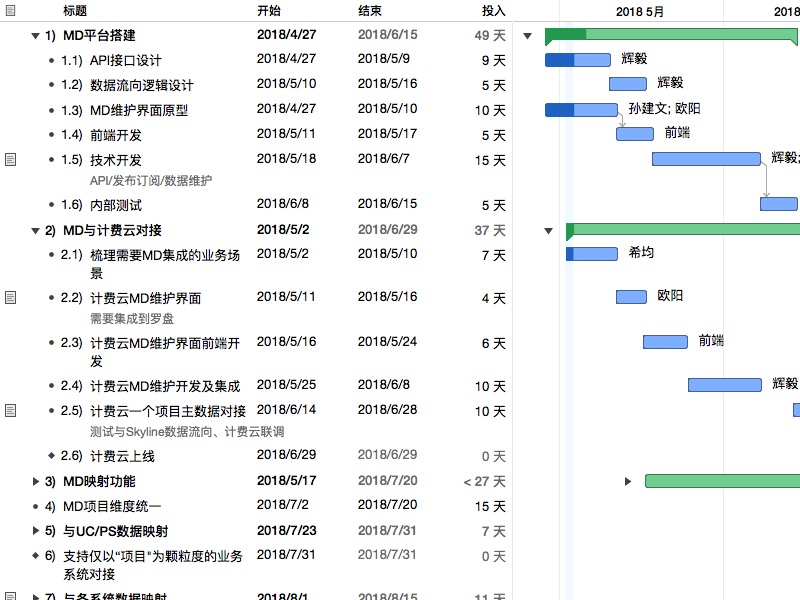 标题 开始 结束 投入 2018 5月 2018
1) MD平台搭建 2018/4/27 2018/6/15 49 天
1.1) API接口设计 2018/4/27 2018/5/9 9 天 辉毅
1.2) 数据流向逻辑设计 2018/5/10 2018/5/16 5 天 辉毅
1.3) MD维护界面原型 2018/4/27 2018/5/10 10 天 孙建文; 欧阳
1.4) 前端开发 2018/5/11 2018/5/17 5 天 前端
1.5) 技术开发 2018/5/18 2018/6/7 15 天 辉毅;
API/发布订阅/数据维护
1.6) 内部测试 2018/6/8 2018/6/15 5 天
2) MD与计费云对接 2018/5/2 2018/6/29 37 天
2.1) 梳理需要MD集成的业务场 2018/5/2 2018/5/10 7 天 希均
景
2.2) 计费云MD维护界面 2018/5/11 2018/5/16 4 天 欧阳
需要集成到罗盘
2.3) 计费云MD维护界面前端开 2018/5/16 2018/5/24 6 天 前端
发
2.4) 计费云MD维护开发及集成 2018/5/25 2018/6/8 10 天 辉毅
2.5) 计费云一个项目主数据对接 2018/6/14 2018/6/28 10 天
测试与Skyline数据流向、计费云联调
2.6) 计费云上线 2018/6/29 2018/6/29 0 天
3) MD映射功能 2018/5/17 2018/7/20 < 27 天
4) MD项目维度统一 2018/7/2 2018/7/20 15 天
5) 与UC/PS数据映射 2018/7/23 2018/7/31 7 天
6) 支持仅以“项目"为颗粒度的业务 2018/7/31 2018/7/31 0 天
系统对接
7) 与各系统数据映射 2018/8/1 2018/8/15 11 天